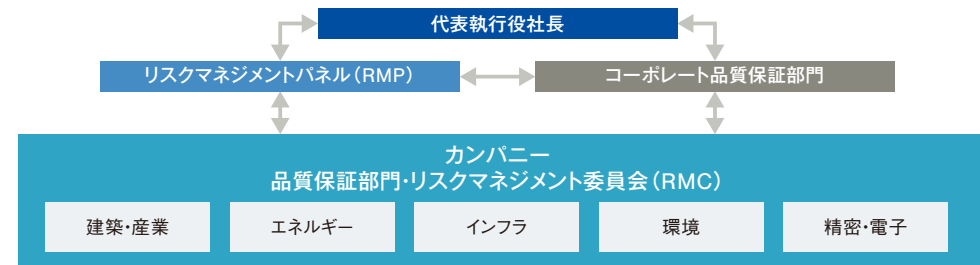 代表執行役社長
リスクマネジメントパネル（RMP）
コーポレート品質保証部門
カンパニー
品質保証部門・リスクマネジメント委員会（RMC）
建築・産業
エネルギー
インフラ
環境
精密・電子